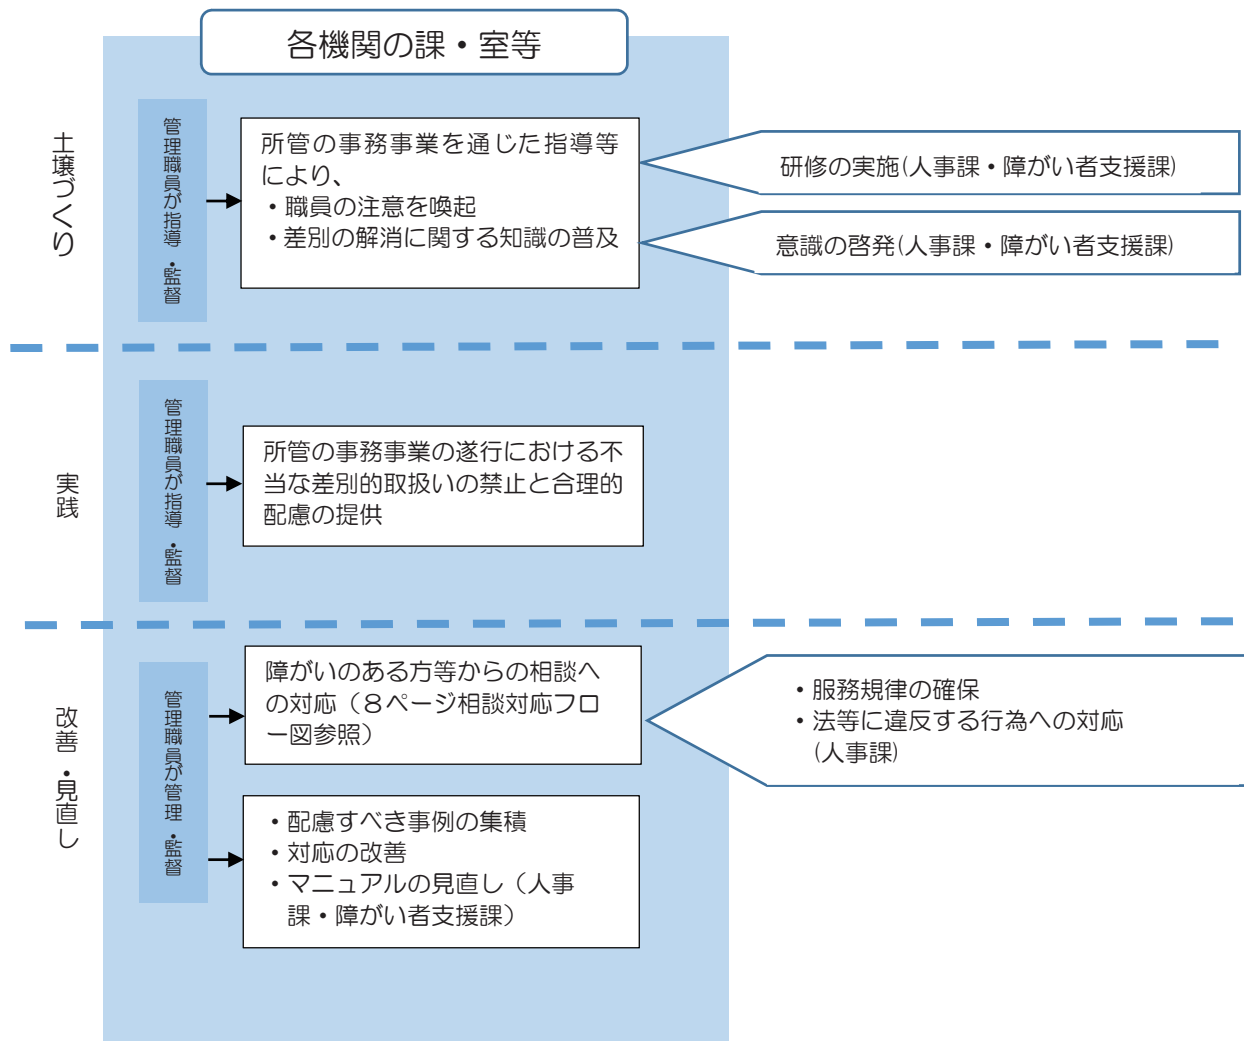 各機関の課・室等
土壌づくり
管理職員が指導・監督
所管の事務事業を通じた指導等
により、
・職員の注意を喚起
・差別の解消に関する知識の普及
研修の実施(人事課・障がい者支援課)
意識の啓発(人事課・障がい者支援課)
実践
管理職員が指導・監督
所管の事務事業の遂行における不
当な差別的取扱いの禁止と合理的
配慮の提供
改善・見直し
管理職員が管理・監督
障がいのある方等からの相談へ
の対応（８ページ相談対応フロ
ー図参照）
・服務規律の確保
・法等に違反する行為への対応
(人事課)
・配慮すべき事例の集積
・対応の改善
・マニュアルの見直し（人事
課・障がい者支援課）